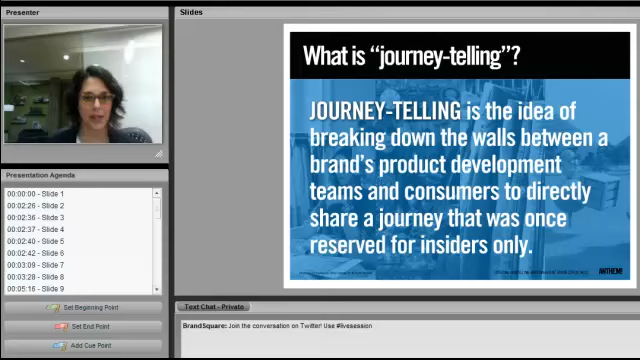 Presenter
Slides
What is “journey-telling”?
JOURNEY-TELLING is the idea of
breaking down the walls between a
brand’s product development
teams and consumers to directly
share a journey that was once
reserved for insiders only.
ANTHEM!
Presentation Agenda
00:00:00 - Slide 1
00:02:26 - Slide 2
00:02:36 - Slide 3
00:02:37 - Slide 4
00:02:40 - Slide 5
00:02:42 - Slide 6
00:03:09 - Slide 7
00:03:28 - Slide 8
00:05:16 - Slide 9
Set Beginning Point
Set End Point
Add Cue Point
Text Chat - Private
BrandSquare: Join the conversation on Twitter! Use #livesession